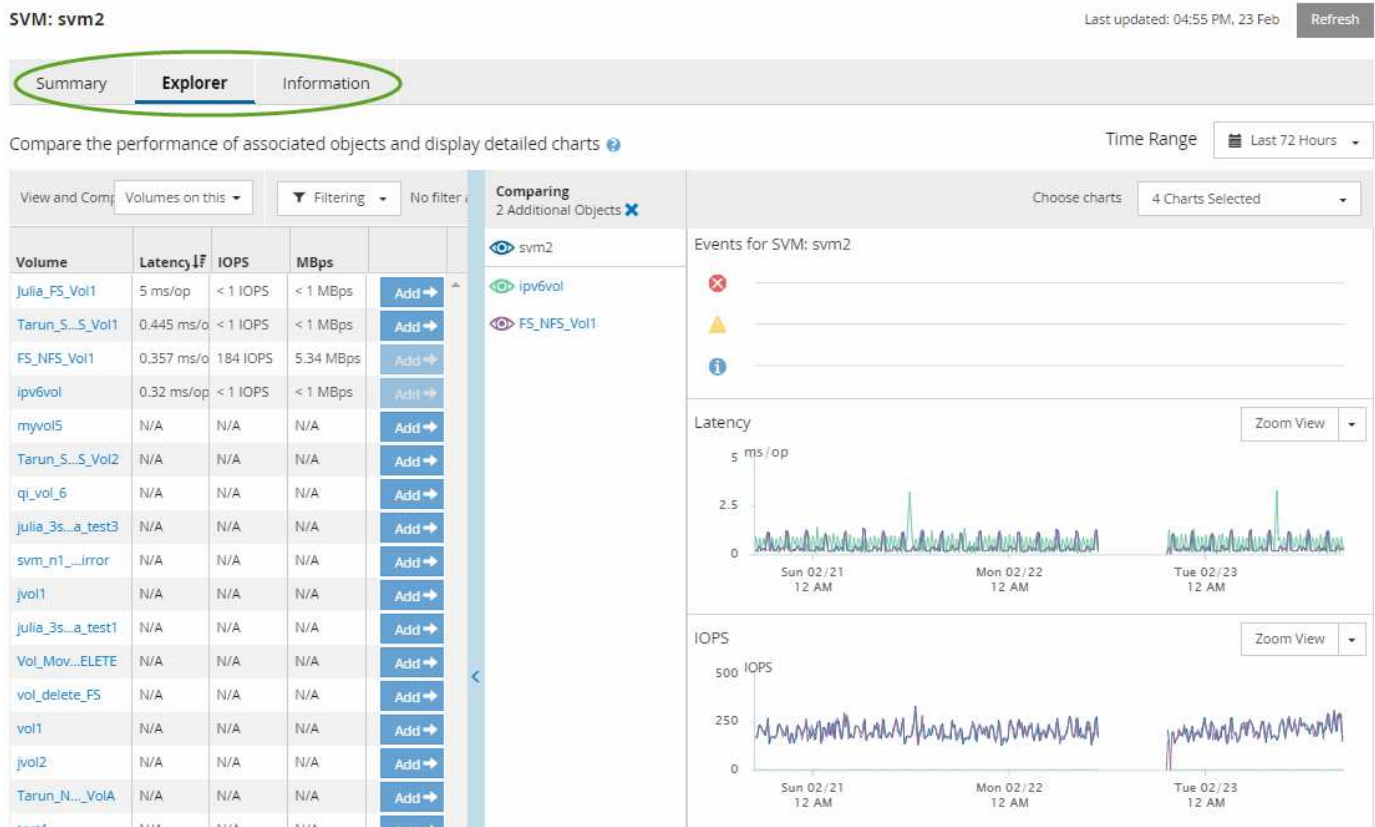 SVM: svm2
Last updated: 04:55 PM, 23 Feb Refresh
Summary Explorer Information
Compare the performance of associated objects and display detailed charts ?
Time Range Last 72 Hours
View and Comp Volumes on this Filtering No filter
Comparing
2 Additional Objects
Choose charts 4 Charts Selected
Volume Latency IOPS MBps
Julia_FS_Vol1 5 ms/op < 1 IOPS < 1 MBps Add
Tarun_S...S_Vol1 0.445 ms/o < 1 IOPS < 1 MBps Add
FS_NFS_Vol1 0.357 ms/o 184 IOPS 5.34 MBps Add
ipv6vol 0.32 ms/op < 1 IOPS < 1 MBps Add
myvol5 N/A N/A N/A Add
Tarun_S...S_Vol2 N/A N/A N/A Add
qi_vol_6 N/A N/A N/A Add
julia_3s...a_test3 N/A N/A N/A Add
svm_n1_...irror N/A N/A N/A Add
jvol1 N/A N/A N/A Add
julia_3s...a_test1 N/A N/A N/A Add
Vol_Mov...ELETE N/A N/A N/A Add
vol_delete_FS N/A N/A N/A Add
vol1 N/A N/A N/A Add
jvol2 N/A N/A N/A Add
Tarun_N..._VolA N/A N/A N/A Add
svm2
ipv6vol
FS_NFS_Vol1
Events for SVM: svm2
Latency Zoom View
5 ms/op
2.5
0
Sun 02/21 Mon 02/22 Tue 02/23
12 AM 12 AM 12 AM
IOPS Zoom View
500 IOPS
250
0
Sun 02/21 Mon 02/22 Tue 02/23
12 AM 12 AM 12 AM